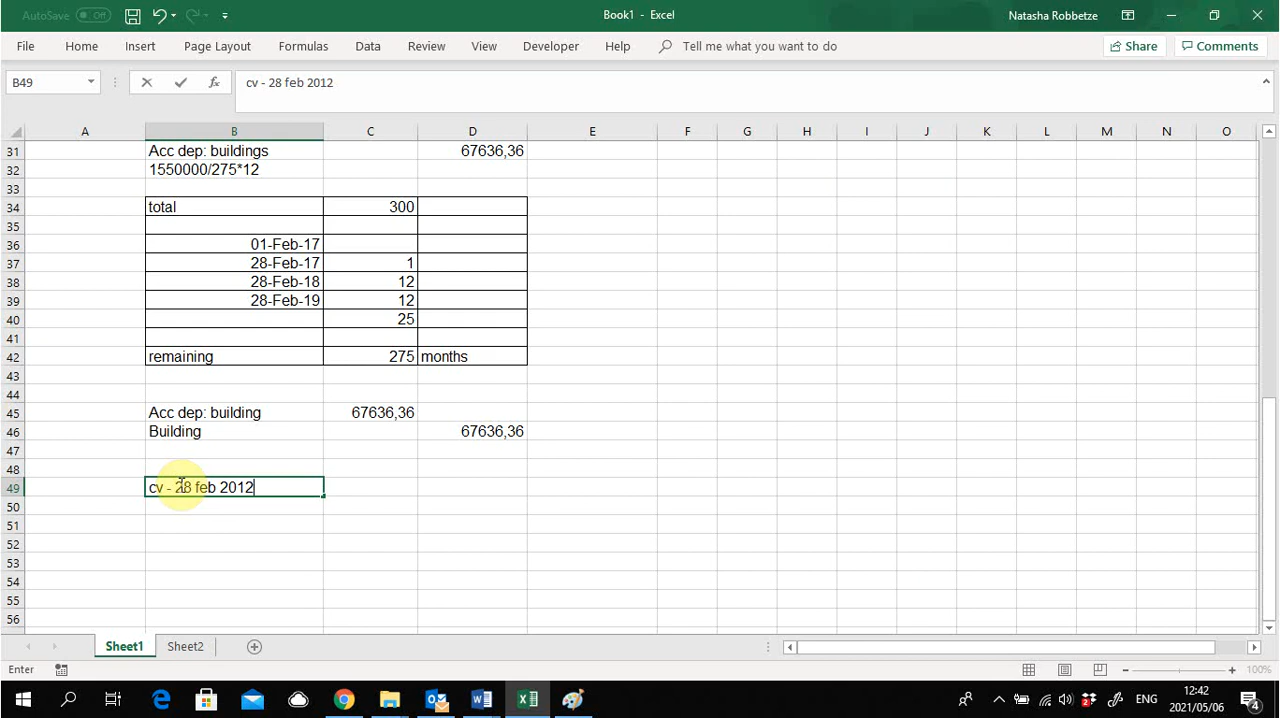 AutoSave Off
Book1 - Excel
Natasha Robbetze
File Home Insert Page Layout Formulas Data Review View Developer Help Tell me what you want to do Share Comments
B49 fx cv - 28 feb 2012
A B C D E F G H I J K L M N O
31 Acc dep: buildings 67636,36
32 1550000/275*12
33
34 total 300
35
36 01-Feb-17
37 28-Feb-17 1
38 28-Feb-18 12
39 28-Feb-19 12
40 25
41
42 remaining 275 months
43
44
45 Acc dep: building 67636,36
46 Building 67636,36
47
48
49 cv - 28 feb 2012
50
51
52
53
54
55
56
Sheet1 Sheet2
Enter 100%
ENG 12:42
2021/05/06 4